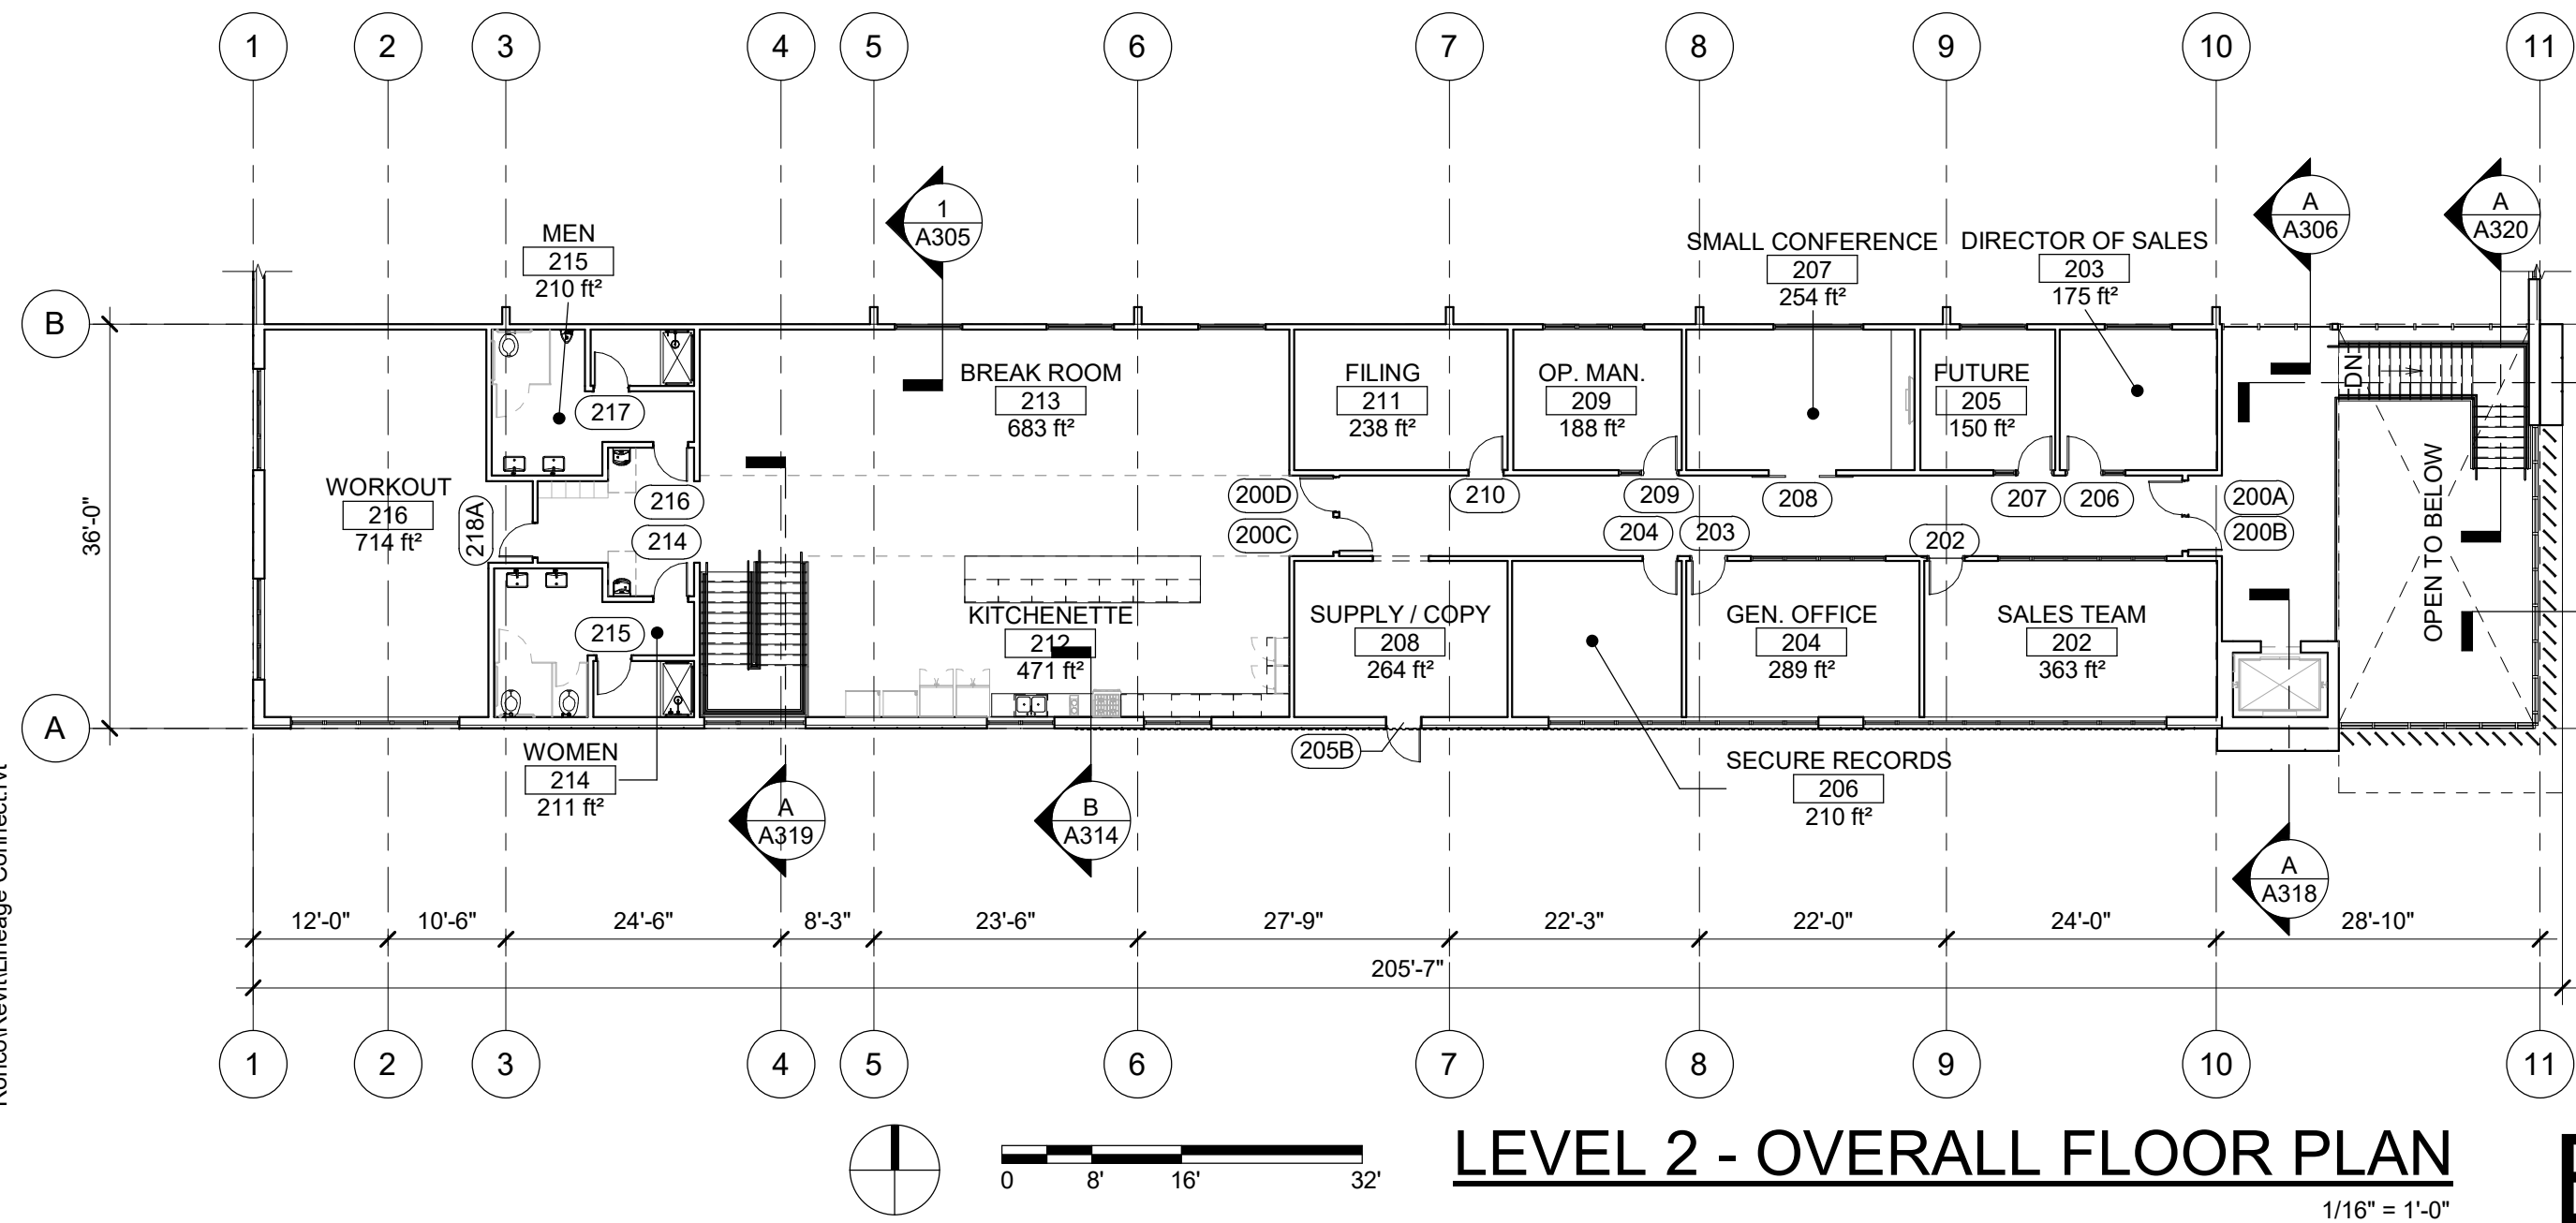 1 2 3 4 5 6 7 8 9 10 11
1
A305
A
A306
A
A320
MEN
215
210 ft²
SMALL CONFERENCE
207
254 ft²
DIRECTOR OF SALES
203
175 ft²
B
BREAK ROOM
213
683 ft²
FILING
211
238 ft²
OP. MAN.
209
188 ft²
FUTURE
205
150 ft²
DN
217
WORKOUT
216
714 ft²
218A
216
214
200D
200C
210
209
204
203
208
202
207
206
200A
200B
OPEN TO BELOW
36'-0"
215
KITCHENETTE
212
471 ft²
SUPPLY / COPY
208
264 ft²
GEN. OFFICE
204
289 ft²
SALES TEAM
202
363 ft²
A
WOMEN
214
211 ft²
205B
SECURE RECORDS
206
210 ft²
A
A319
B
A314
A
A318
12'-0" 10'-6" 24'-6" 8'-3" 23'-6" 27'-9" 22'-3" 22'-0" 24'-0" 28'-10"
205'-7"
1 2 3 4 5 6 7 8 9 10 11
0 8' 16' 32'
LEVEL 2 - OVERALL FLOOR PLAN
1/16" = 1'-0"